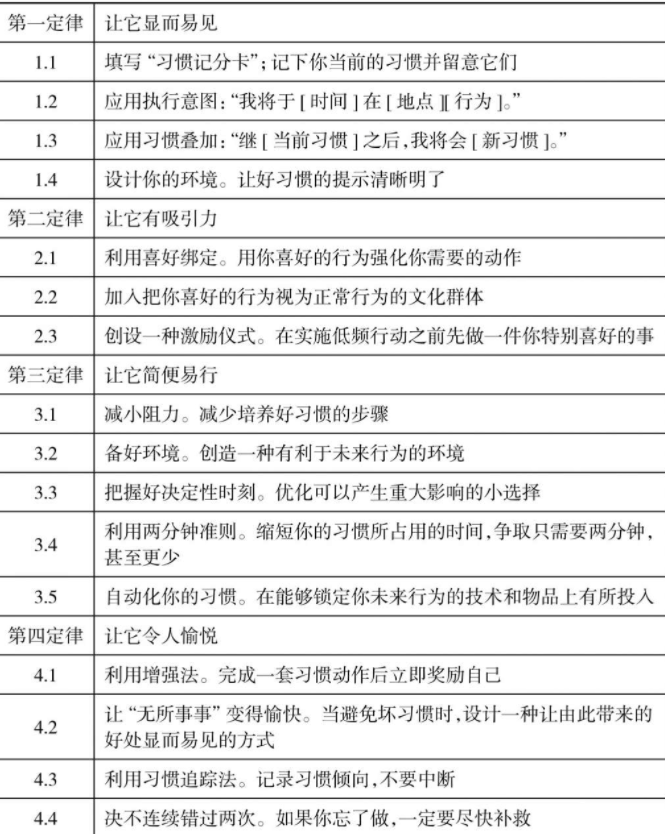 第一定律 让它显而易见
1.1 填写“习惯记分卡”;记下你当前的习惯并留意它们
1.2 应用执行意图:“我将于[时间]在[地点][行为]。”
1.3 应用习惯叠加:“继[当前习惯]之后,我将会[新习惯]。”
1.4 设计你的环境。让好习惯的提示清晰明了
第二定律 让它有吸引力
2.1 利用喜好绑定。用你喜好的行为强化你需要的动作
2.2 加入把你喜好的行为视为正常行为的文化群体
2.3 创设一种激励仪式。在实施低频行动之前先做一件你特别喜好的事
第三定律 让它简便易行
3.1 减小阻力。减少培养好习惯的步骤
3.2 备好环境。创造一种有利于未来行为的环境
3.3 把握好决定性时刻。优化可以产生重大影响的小选择
3.4 利用两分钟准则。缩短你的习惯所占用的时间,争取只需要两分钟,
甚至更少
3.5 自动化你的习惯。在能够锁定你未来行为的技术和物品上有所投入
第四定律 让它令人愉悦
4.1 利用增强法。完成一套习惯动作后立即奖励自己
4.2 让“无所事事”变得愉快。当避免坏习惯时,设计一种让由此带来的
好处显而易见的方式
4.3 利用习惯追踪法。记录习惯倾向,不要中断
4.4 决不连续错过两次。如果你忘了做,一定要尽快补救